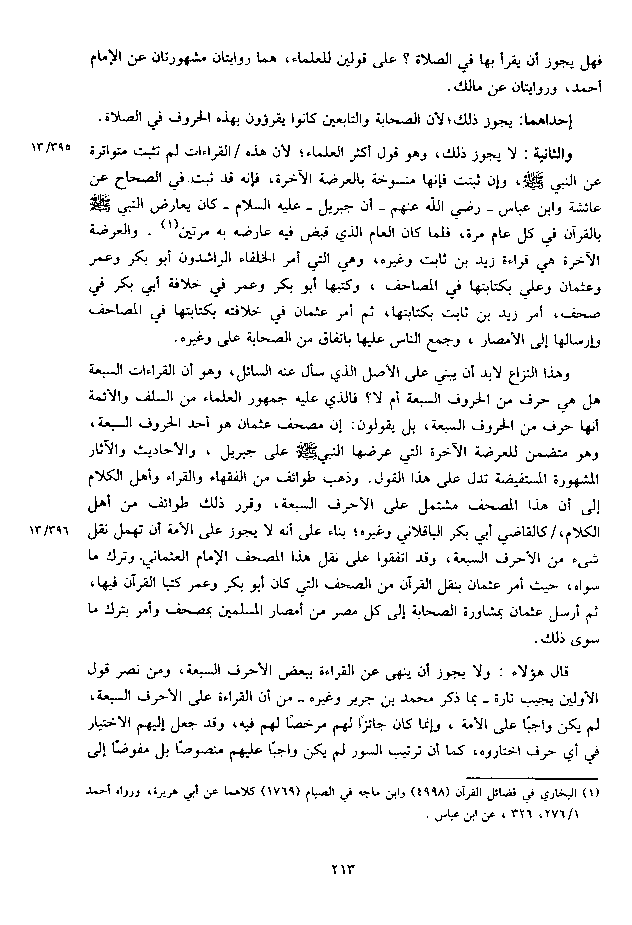 فهل يجوز أن يقرأ بها في الصلاة ؟ على قولين للعلماء، هما روايتان مشهورتان عن الإمام
أحمد، وروايتان عن مالك.
إحداهما: يجوز ذلك؛ لأن الصحابة والتابعين كانوا يقرؤون بهذه الحروف في الصلاة.
١٣/٣٩٥ والثانية : لا يجوز ذلك، وهو قول أكثر العلماء؛ لأن هذه /القراءات لم تثبت متواترة
عن النبي ﷺ، وإن ثبتت فإنها منسوخة بالعرضة الآخرة، فإنه قد ثبت في الصحاح عن
عائشة وابن عباس ـ رضي الله عنهم ـ أن جبريل ـ عليه السلام ـ كان يعارض النبي ﷺ
بالقرآن في كل عام مرة، فلما كان العام الذي قبض فيه عارضه به مرتين(١) . والعرضة
الآخرة هي قراءة زيد بن ثابت وغيره، وهي التي أمر الخلفاء الراشدون أبو بكر وعمر
وعثمان وعلي بكتابتها في المصاحف ، وكتبها أبو بكر وعمر في خلافة أبي بكر في
صحف، أمر زيد بن ثابت بكتابتها، ثم أمر عثمان في خلافته بكتابتها في المصاحف
وإرسالها إلى الأمصار ، وجمع الناس عليها باتفاق من الصحابة على وغيره.
وهذا النزاع لابد أن يبني على الأصل الذي سأل عنه السائل، وهو أن القراءات السبعة
هل هي حرف من الحروف السبعة أم لا؟ فالذي عليه جمهور العلماء من السلف والأئمة
أنها حرف من الحروف السبعة، بل يقولون: إن مصحف عثمان هو أحد الحروف السبعة،
وهو متضمن للعرضة الآخرة التي عرضها النبي ﷺ على جبريل ، والأحاديث والآثار
المشهورة المستفيضة تدل على هذا القول. وذهب طوائف من الفقهاء والقراء وأهل الكلام
إلى أن هذا المصحف مشتمل على الأحرف السبعة، وقرر ذلك طوائف من أهل
١٣/٣٩٦ الكلام،/كالقاضي أبي بكر الباقلاني وغيره؛ بناء على أنه لا يجوز على الأمة أن تهمل نقل
شىء من الأحرف السبعة، وقد اتفقوا على نقل هذا المصحف الإمام العثماني. وترك ما
سواه، حيث أمر عثمان بنقل القرآن من الصحف التي كان أبو بكر وعمر كتبا القرآن فيها،
ثم أرسل عثمان بمشاورة الصحابة إلى كل مصر من أمصار المسلمين بمصحف وأمر بترك ما
سوى ذلك.
قال هؤلاء : ولا يجوز أن ينهى عن القراءة ببعض الأحرف السبعة، ومن نصر قول
الأولين يجيب تارة ـ بما ذكر محمد بن جرير وغيره ـ من أن القراءة على الأحرف السبعة،
لم يكن واجبًا على الأمة ، وإنما كان جائزًا لهم مرخصًا لهم فيه، وقد جعل إليهم الاختيار
في أي حرف اختاروه، كما أن ترتيب السور لم يكن واجبًا عليهم منصوصًا بل مفوضًا إلى
(١) البخاري في فضائل القرآن (٤٩٩٨) وابن ماجه في الصيام (١٧٦٩) كلاهما عن أبي هريرة، ورواه أحمد
١/ ٢٧٦، ٣٢٦ ، عن ابن عباس .
٢١٣